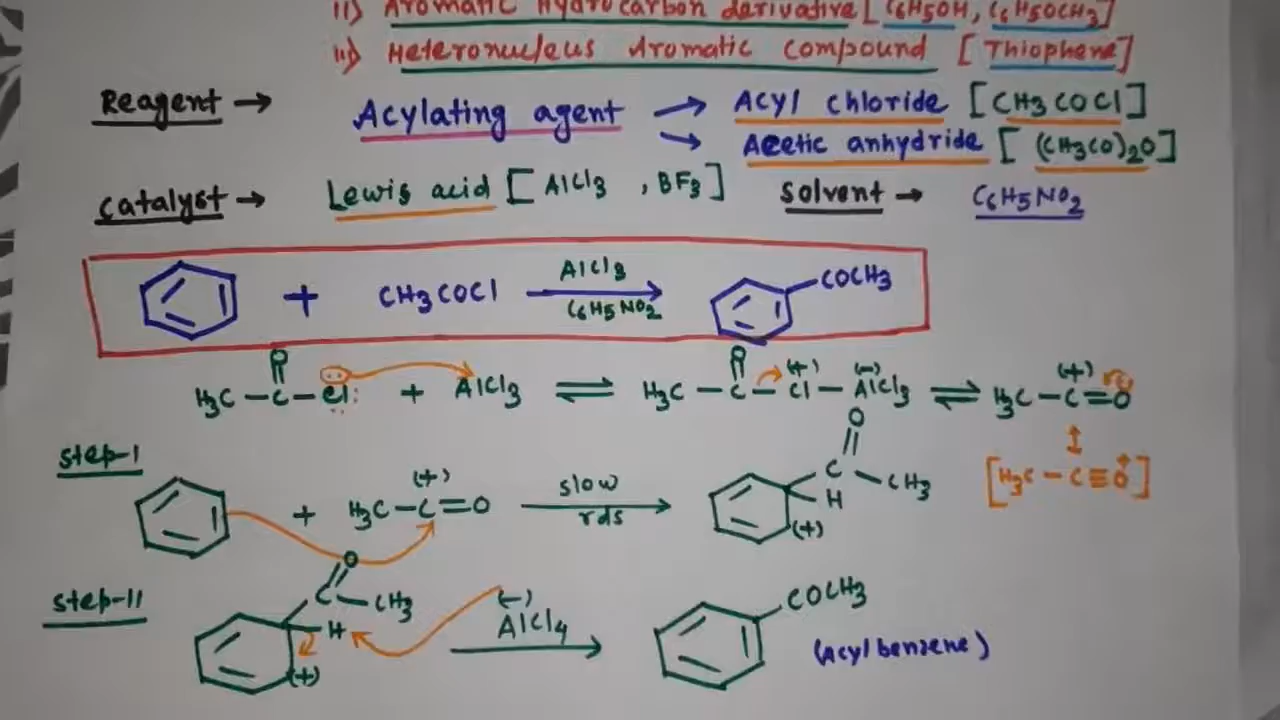 ii) Aromatic Hydrocarbon derivative [C6H5OH, C6H5OCH3]
iii) Heteronucleus Aromatic compound [Thiophene]
Reagent → Acylating agent → Acyl chloride [CH3COCl]
→ Acetic anhydride [(CH3CO)2O]
Catalyst → Lewis acid [AlCl3, BF3] Solvent → C6H5NO2
+ CH3COCl AlCl3 → COCH3
C6H5NO2
O O
H3C-C-Cl: + AlCl3 ⇌ H3C-C-Cl-AlCl3 ⇌ H3C-C=O
(+) (-) (+)
↕
[H3C-C≡O+]
Step-I
+ H3C-C=O slow → C CH3
(+) rds O H (+)
Step-II
O
C-CH3 (-) COCH3
H AlCl4 →
(+) (Acyl benzene)